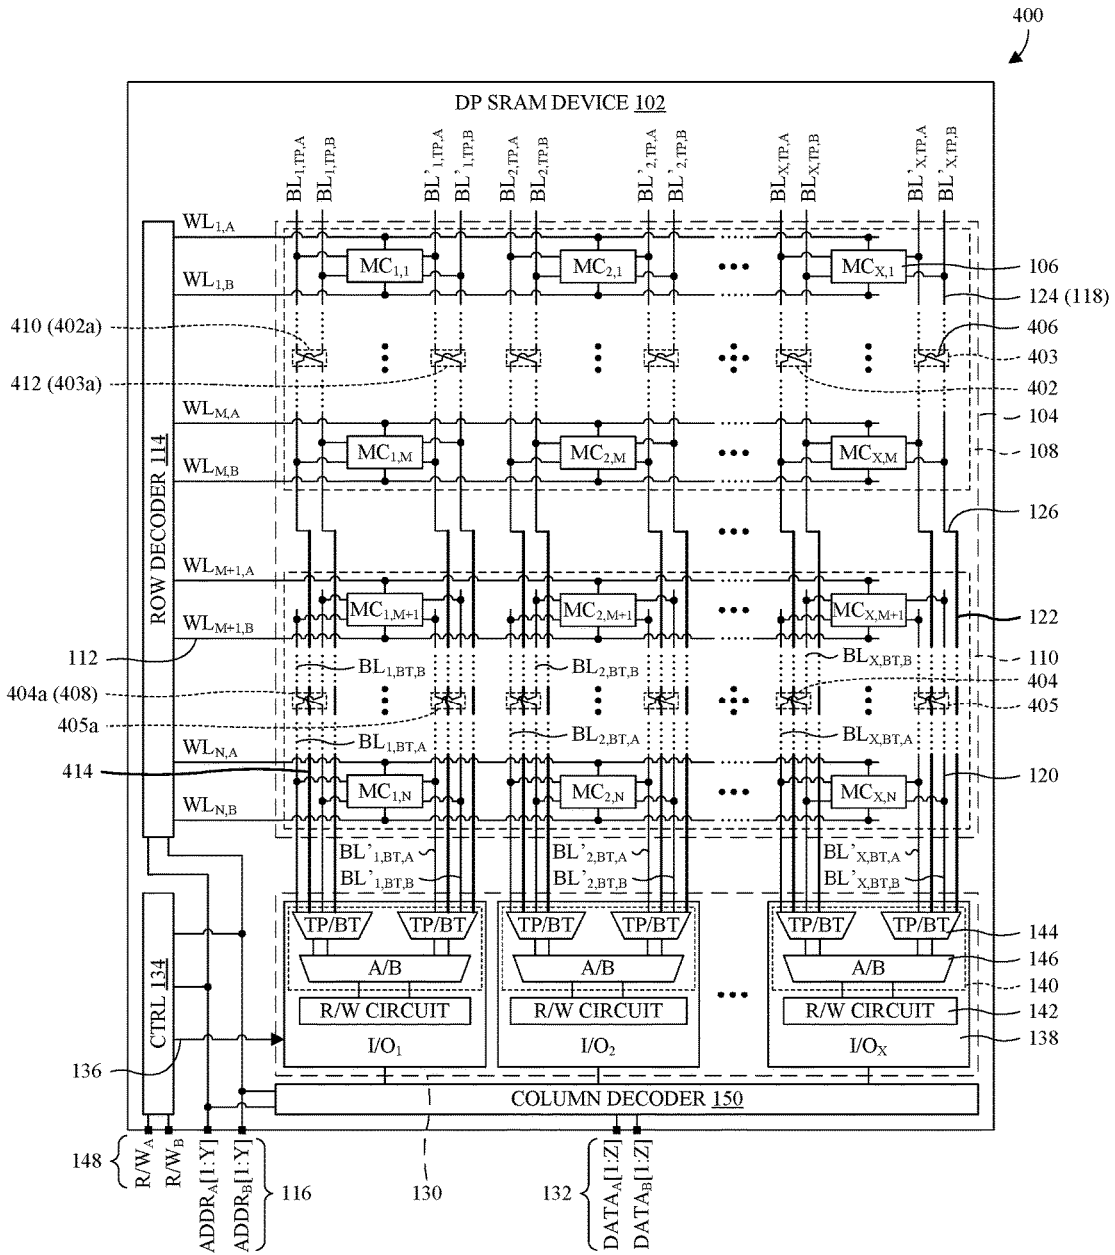 400
DP SRAM DEVICE 102
BL1,TP,A
BL1,TP,B
BL'1,TP,A
BL'1,TP,B
BL2,TP,A
BL2,TP,B
BL'2,TP,A
BL'2,TP,B
BLX,TP,A
BLX,TP,B
BL'X,TP,A
BL'X,TP,B
WL1,A
MC1,1 MC2,1 MCX,1 106
WL1,B
124 (118)
410 (402a) 406
403
412 (403a) 402
WLM,A 104
MC1,M MC2,M MCX,M 108
WLM,B
ROW DECODER 114
126
WLM+1,A
MC1,M+1 MC2,M+1 MCX,M+1 122
WLM+1,B
112 BL1,BT,B BL2,BT,B BLX,BT,B 110
404a (408) 404
405a 405
BL1,BT,A BL2,BT,A BLX,BT,A
WLN,A
414 120
MC1,N MC2,N MCX,N
WLN,B
BL'1,BT,A BL'2,BT,A BL'X,BT,A
BL'1,BT,B BL'2,BT,B BL'X,BT,B
TP/BT TP/BT TP/BT TP/BT TP/BT TP/BT 144
A/B A/B A/B 146
140
R/W CIRCUIT R/W CIRCUIT R/W CIRCUIT 142
CTRL 134
136 I/O1 I/O2 I/OX 138
COLUMN DECODER 150
148
R/WA
R/WB
ADDRA[1:Y]
ADDRB[1:Y]
116
130
132
DATAA[1:Z]
DATAB[1:Z]